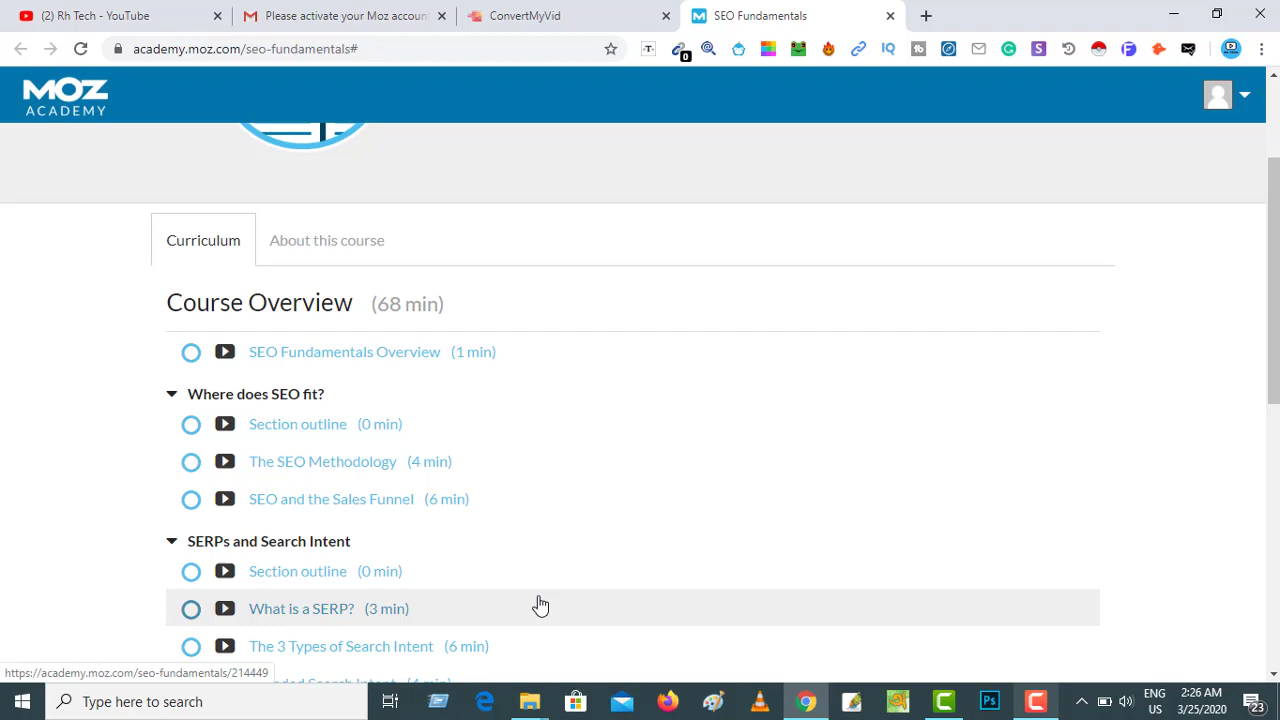 (2) Rh Tech - YouTube
Please activate your Moz accoun
ConvertMyVid
SEO Fundamentals
academy.moz.com/seo-fundamentals#
-T-
0
IQ
S
MOZ
ACADEMY
Curriculum
About this course
Course Overview (68 min)
SEO Fundamentals Overview (1 min)
Where does SEO fit?
Section outline (0 min)
The SEO Methodology (4 min)
SEO and the Sales Funnel (6 min)
SERPs and Search Intent
Section outline (0 min)
What is a SERP? (3 min)
The 3 Types of Search Intent (6 min)
https://academy.moz.com/seo-fundamentals/214449
Type here to search
Ps
ENG
US
2:26 AM
3/25/2020
23